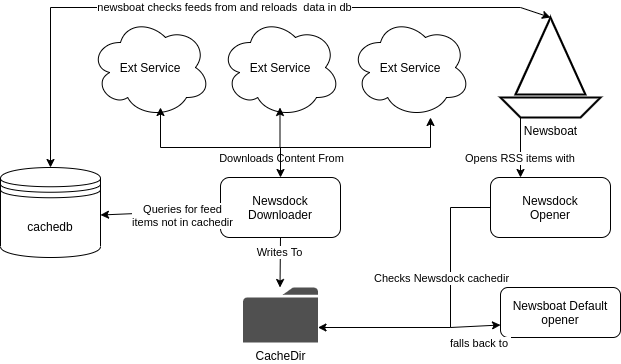 newsboat checks feeds from and reloads  data in db
Ext Service
Ext Service
Ext Service
Newsboat
Downloads Content From
Opens RSS items with
Newsdock
Downloader
Newsdock
Opener
Queries for feed
items not in cachedir
cachedb
Writes To
Checks Newsdock cachedir
Newsboat Default
opener
falls back to
CacheDir